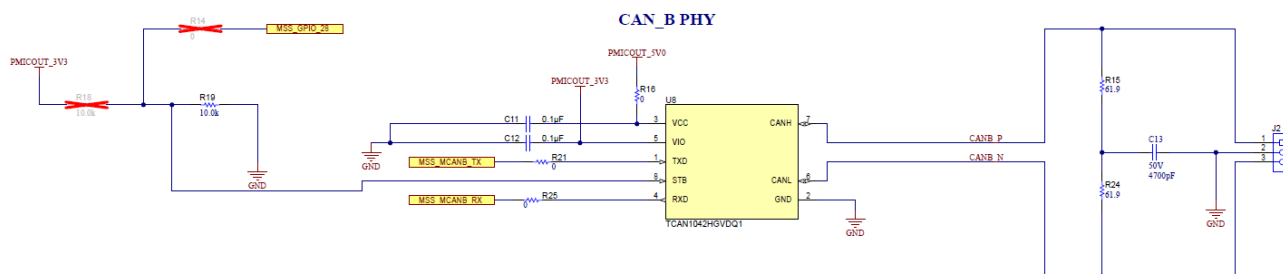 CAN_B PHY
R14
0
MSS_GPIO_28
PMICOUT_3V3
R18
10.0k
R19
10.0k
GND
PMICOUT_5V0
PMICOUT_3V3
R16
0
U8
C11
0.1µF
C12
0.1µF
GND
MSS_MCANB_TX
R21
0
MSS_MCANB_RX
R25
0
3
VCC
5
VIO
1
TXD
8
STB
4
RXD
CANH
7
CANL
6
GND
2
TCAN1042HGVDQ1
GND
CANB_P
CANB_N
R15
61.9
C13
50V
4700pF
R24
61.9
GND
J2
1
2
3